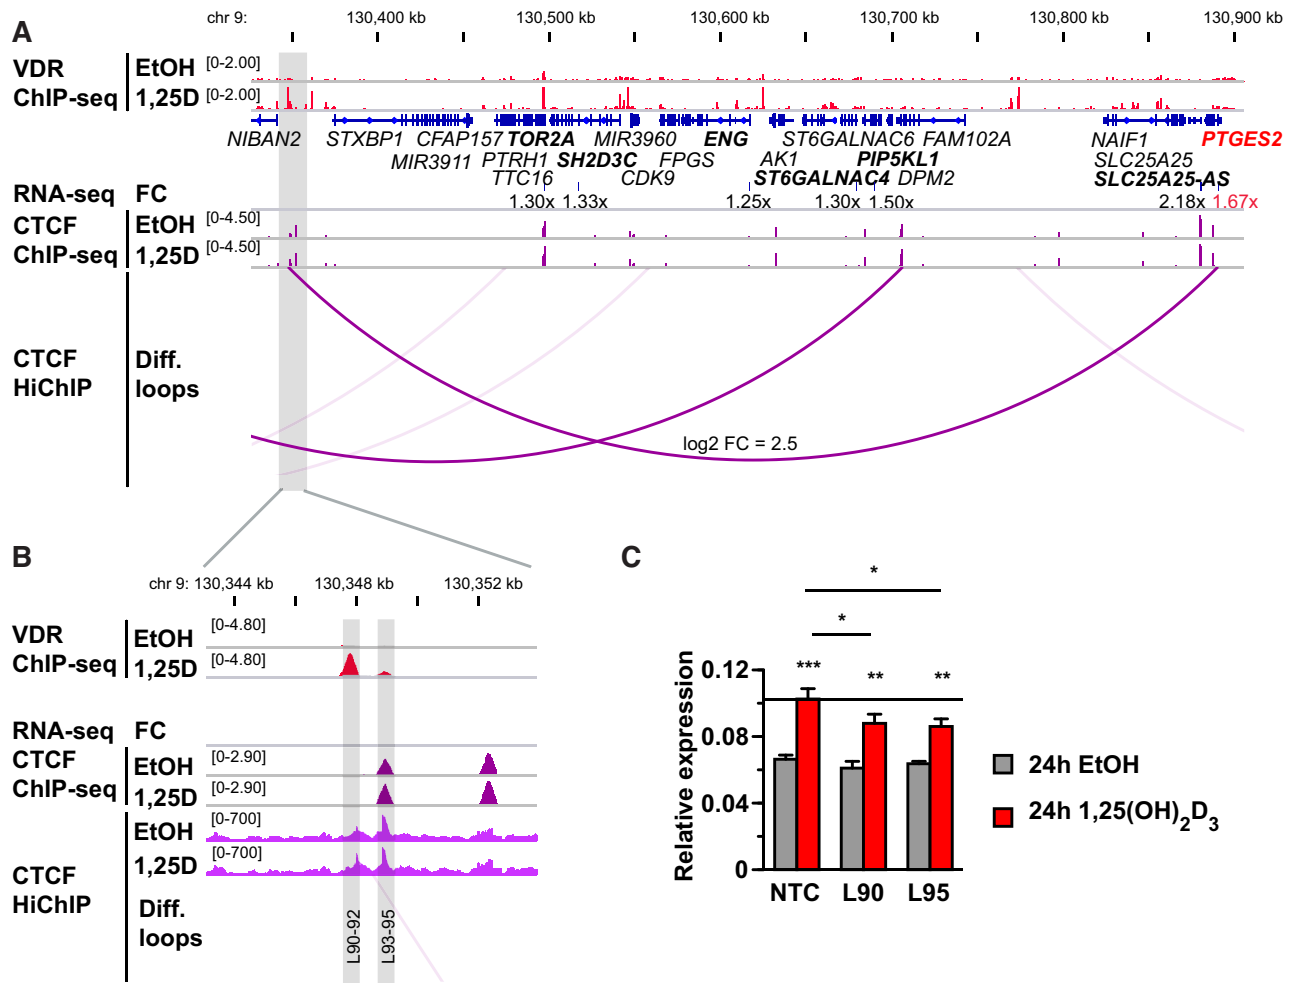 A
chr 9: 130,400 kb 130,500 kb 130,600 kb 130,700 kb 130,800 kb 130,900 kb
VDR ChIP-seq
EtOH [0-2.00]
1,25D [0-2.00]
NIBAN2 STXBP1 CFAP157 TOR2A MIR3960 ENG ST6GALNAC6 FAM102A NAIF1 PTGES2
MIR3911 PTRH1 SH2D3C FPGS AK1 PIP5KL1 SLC25A25
TTC16 CDK9 ST6GALNAC4 DPM2 SLC25A25-AS
RNA-seq FC 1.30x 1.33x 1.25x 1.30x 1.50x 2.18x 1.67x
CTCF ChIP-seq
EtOH [0-4.50]
1,25D [0-4.50]
CTCF HiChIP
Diff. loops
log2 FC = 2.5
B
chr 9: 130,344 kb 130,348 kb 130,352 kb
VDR ChIP-seq
EtOH [0-4.80]
1,25D [0-4.80]
RNA-seq FC
CTCF ChIP-seq
EtOH [0-2.90]
1,25D [0-2.90]
EtOH [0-700]
1,25D [0-700]
CTCF HiChIP
Diff. loops
L90-92
L93-95
C
*
*
*** ** **
Relative expression
0.12
0.08
0.04
0
NTC L90 L95
24h EtOH
24h 1,25(OH)2D3